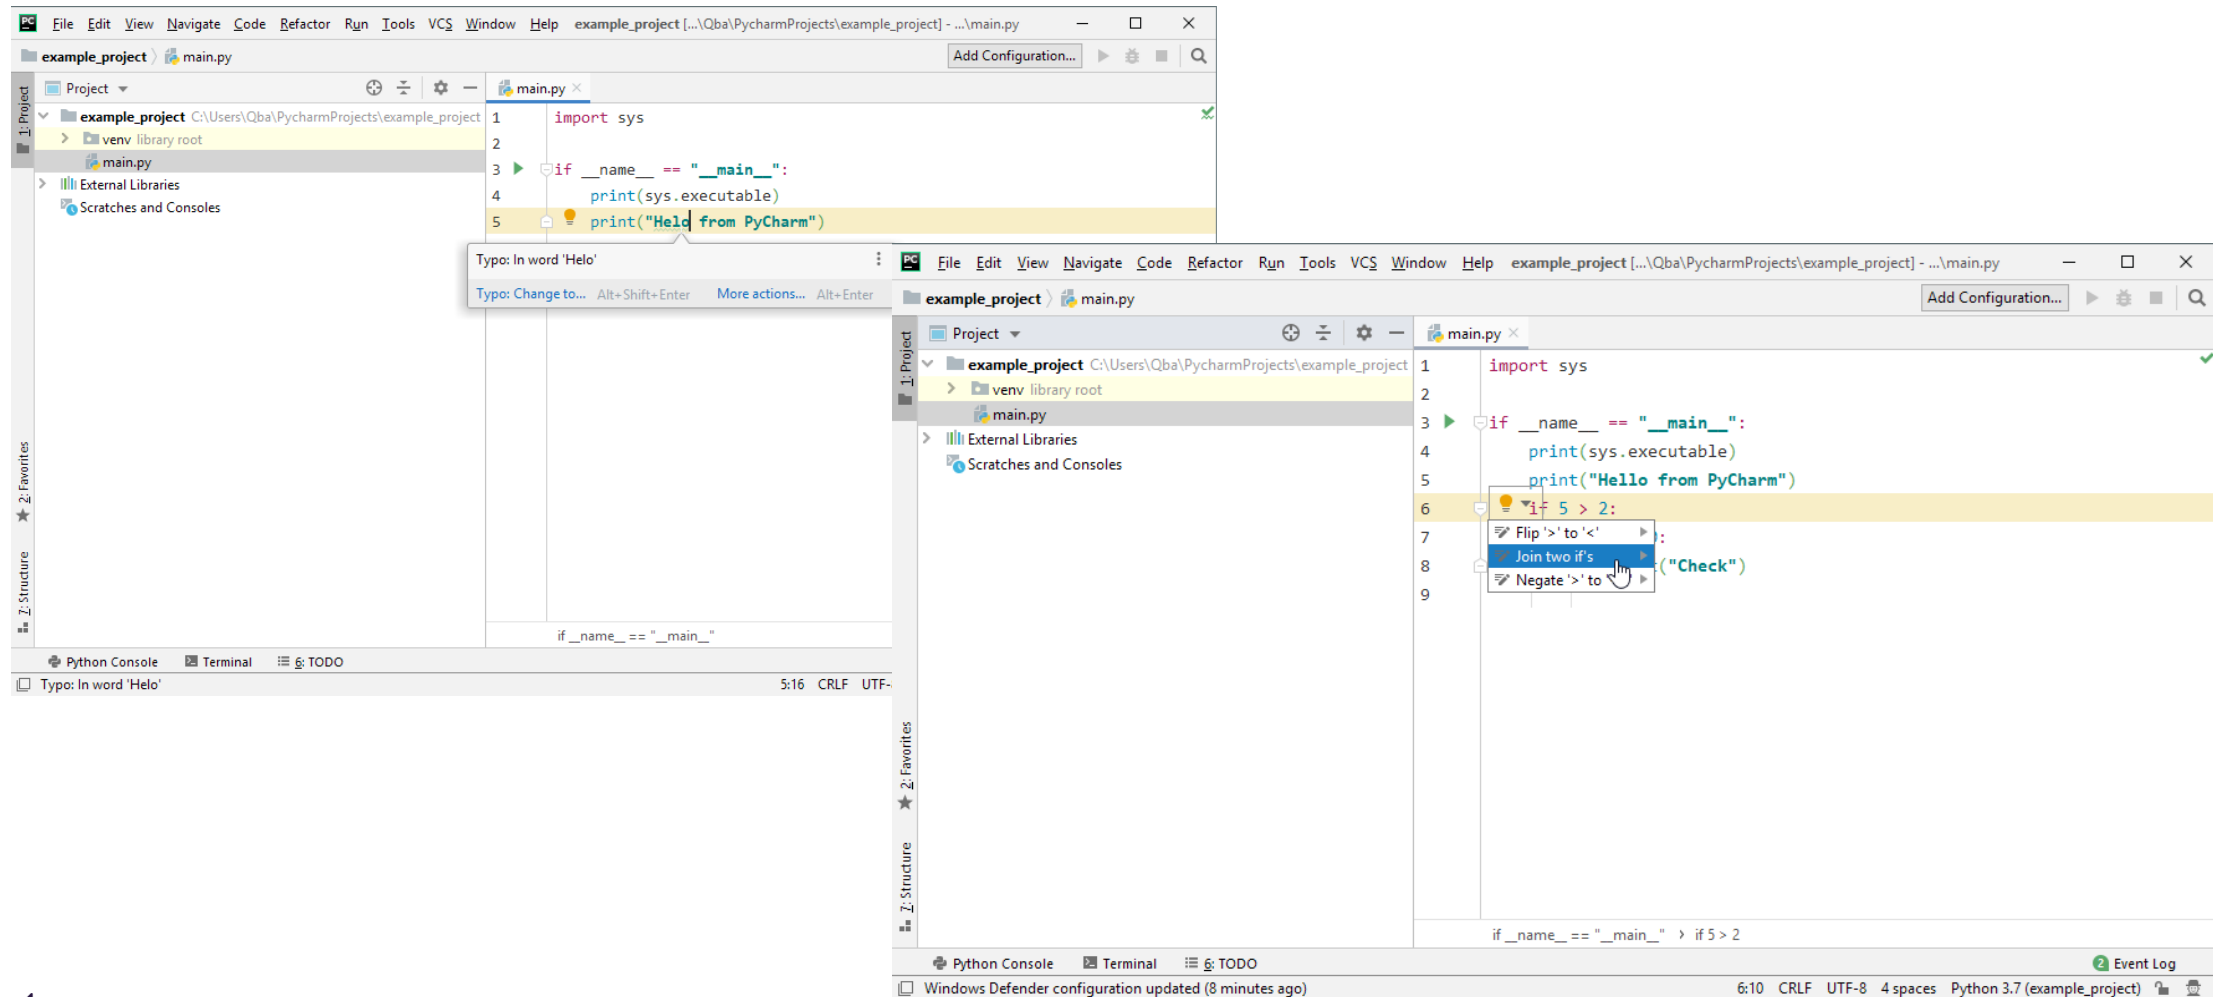 PC File Edit View Navigate Code Refactor Run Tools VCS Window Help example_project [...\Qba\PycharmProjects\example_project] - ...\main.py
example_project main.py Add Configuration...
1: Project
Project
main.py
example_project C:\Users\Qba\PycharmProjects\example_project
venv library root
main.py
External Libraries
Scratches and Consoles
1 import sys
2
3 if __name__ == "__main__":
4 print(sys.executable)
5 print("Helo from PyCharm")
Typo: In word 'Helo'
Typo: Change to... Alt+Shift+Enter More actions... Alt+Enter
2: Favorites
7: Structure
if __name__ == "__main__"
Python Console Terminal 6: TODO
Typo: In word 'Helo' 5:16 CRLF UTF-
PC File Edit View Navigate Code Refactor Run Tools VCS Window Help example_project [...\Qba\PycharmProjects\example_project] - ...\main.py
example_project main.py Add Configuration...
1: Project
Project
main.py
example_project C:\Users\Qba\PycharmProjects\example_project
venv library root
main.py
External Libraries
Scratches and Consoles
1 import sys
2
3 if __name__ == "__main__":
4 print(sys.executable)
5 print("Hello from PyCharm")
6 if 5 > 2:
7 :
8 ("Check")
9
Flip '>' to '<'
Join two if's
Negate '>' to
2: Favorites
7: Structure
if __name__ == "__main__" › if 5 > 2
Python Console Terminal 6: TODO 2 Event Log
Windows Defender configuration updated (8 minutes ago) 6:10 CRLF UTF-8 4 spaces Python 3.7 (example_project)